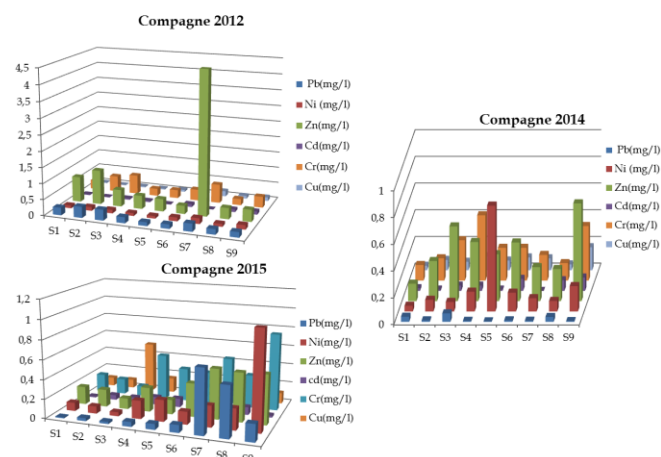 Compagne 2012
4,5
4
3,5
3
2,5
2
1,5
1
0,5
0
S1 S2 S3 S4 S5 S6 S7 S8 S9
Pb(mg/l)
Ni (mg/l)
Zn(mg/l)
Cd(mg/l)
Cr(mg/l)
Cu(mg/l)
Compagne 2014
1
0,8
0,6
0,4
0,2
0
S1 S2 S3 S4 S5 S6 S7 S8 S9
Pb(mg/l)
Ni (mg/l)
Zn(mg/l)
Cd(mg/l)
Cr(mg/l)
Cu(mg/l)
Compagne 2015
1,2
1
0,8
0,6
0,4
0,2
0
S1 S2 S3 S4 S5 S6 S7 S8 S9
Pb(mg/l)
Ni(mg/l)
Zn(mg/l)
cd(mg/l)
Cr(mg/l)
Cu(mg/l)